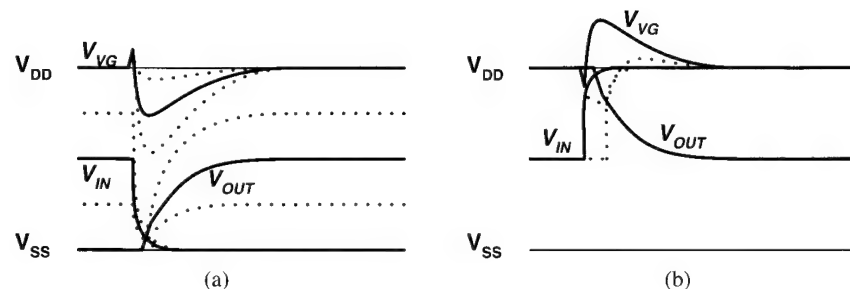 V_VG
V_DD
V_IN
V_OUT
V_SS
(a)
V_VG
V_DD
V_IN
V_OUT
V_SS
(b)